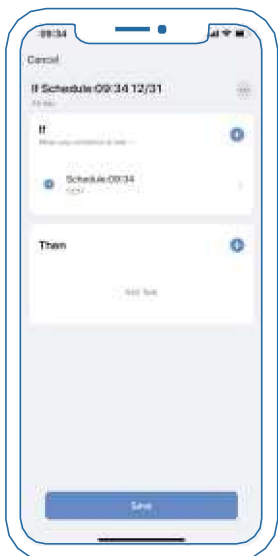 09:34
Cancel
If Schedule:09:34 12/31
If
Schedule:09:34
Then
Add Task
Save